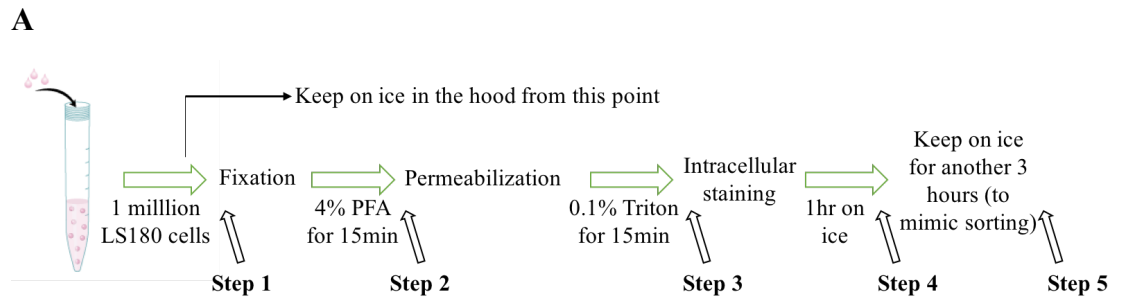 A
Keep on ice in the hood from this point
1 milllion
LS180 cells
Fixation
4% PFA
for 15min
Permeabilization
0.1% Triton
for 15min
Intracellular
staining
1hr on
ice
Keep on ice
for another 3
hours (to
mimic sorting)
Step 1
Step 2
Step 3
Step 4
Step 5